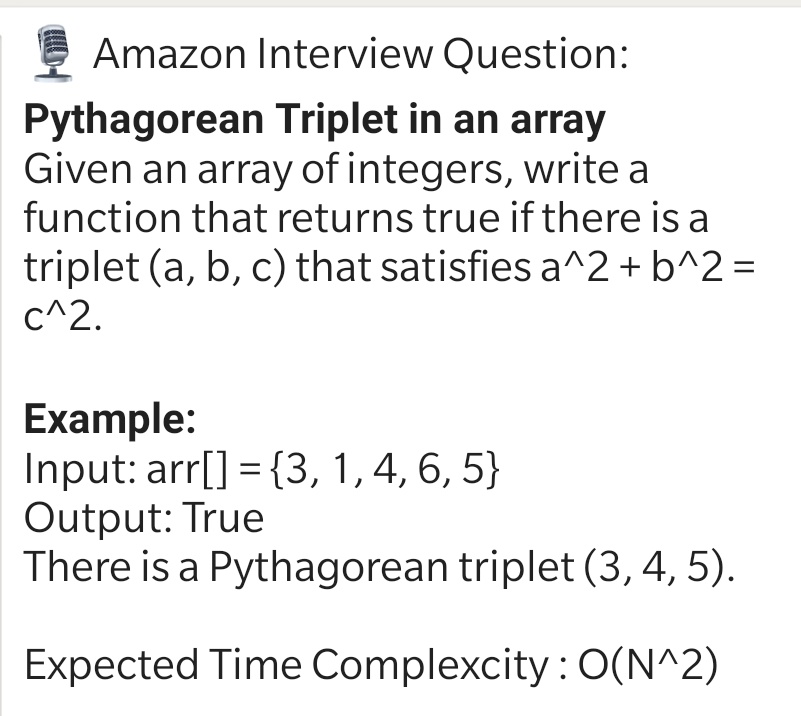 Amazon Interview Question:
Pythagorean Triplet in an array
Given an array of integers, write a
function that returns true if there is a
triplet (a, b, c) that satisfies a^2 + b^2 =
c^2.
Example:
Input: arr[] = {3, 1, 4, 6, 5}
Output: True
There is a Pythagorean triplet (3, 4, 5).
Expected Time Complexcity : O(N^2)